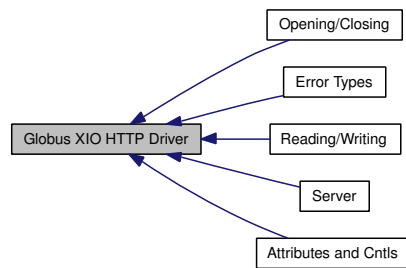 Opening/Closing
Error Types
Globus XIO HTTP Driver
Reading/Writing
Server
Attributes and Cntls